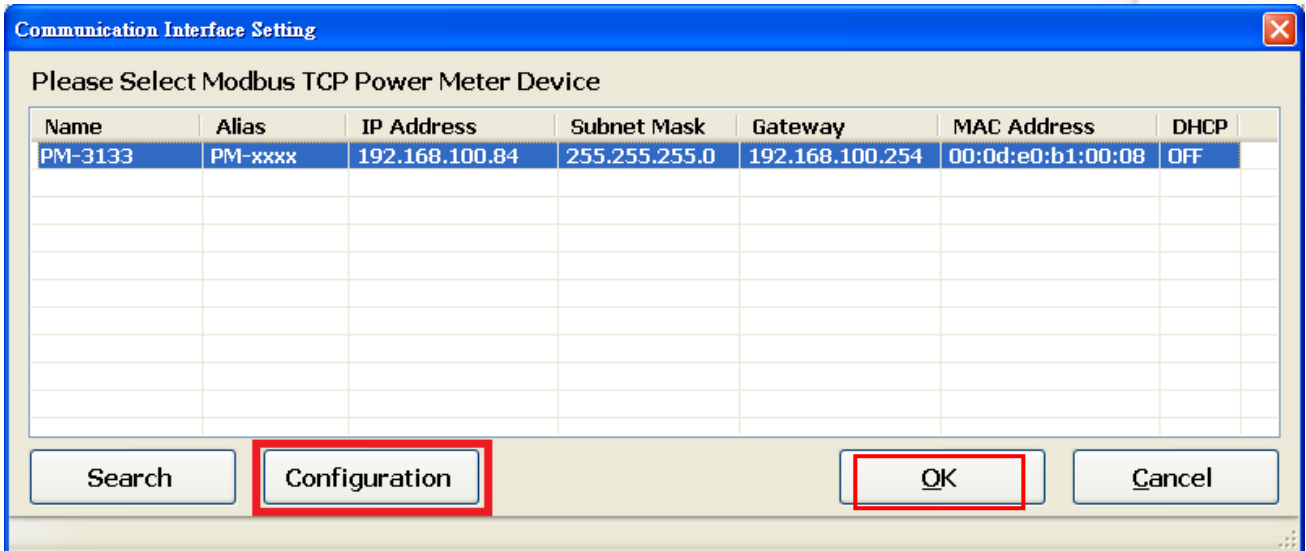 Communication Interface Setting
Please Select Modbus TCP Power Meter Device
Name Alias IP Address Subnet Mask Gateway MAC Address DHCP
PM-3133 PM-xxxx 192.168.100.84 255.255.255.0 192.168.100.254 00:0d:e0:b1:00:08 OFF
Search Configuration OK Cancel